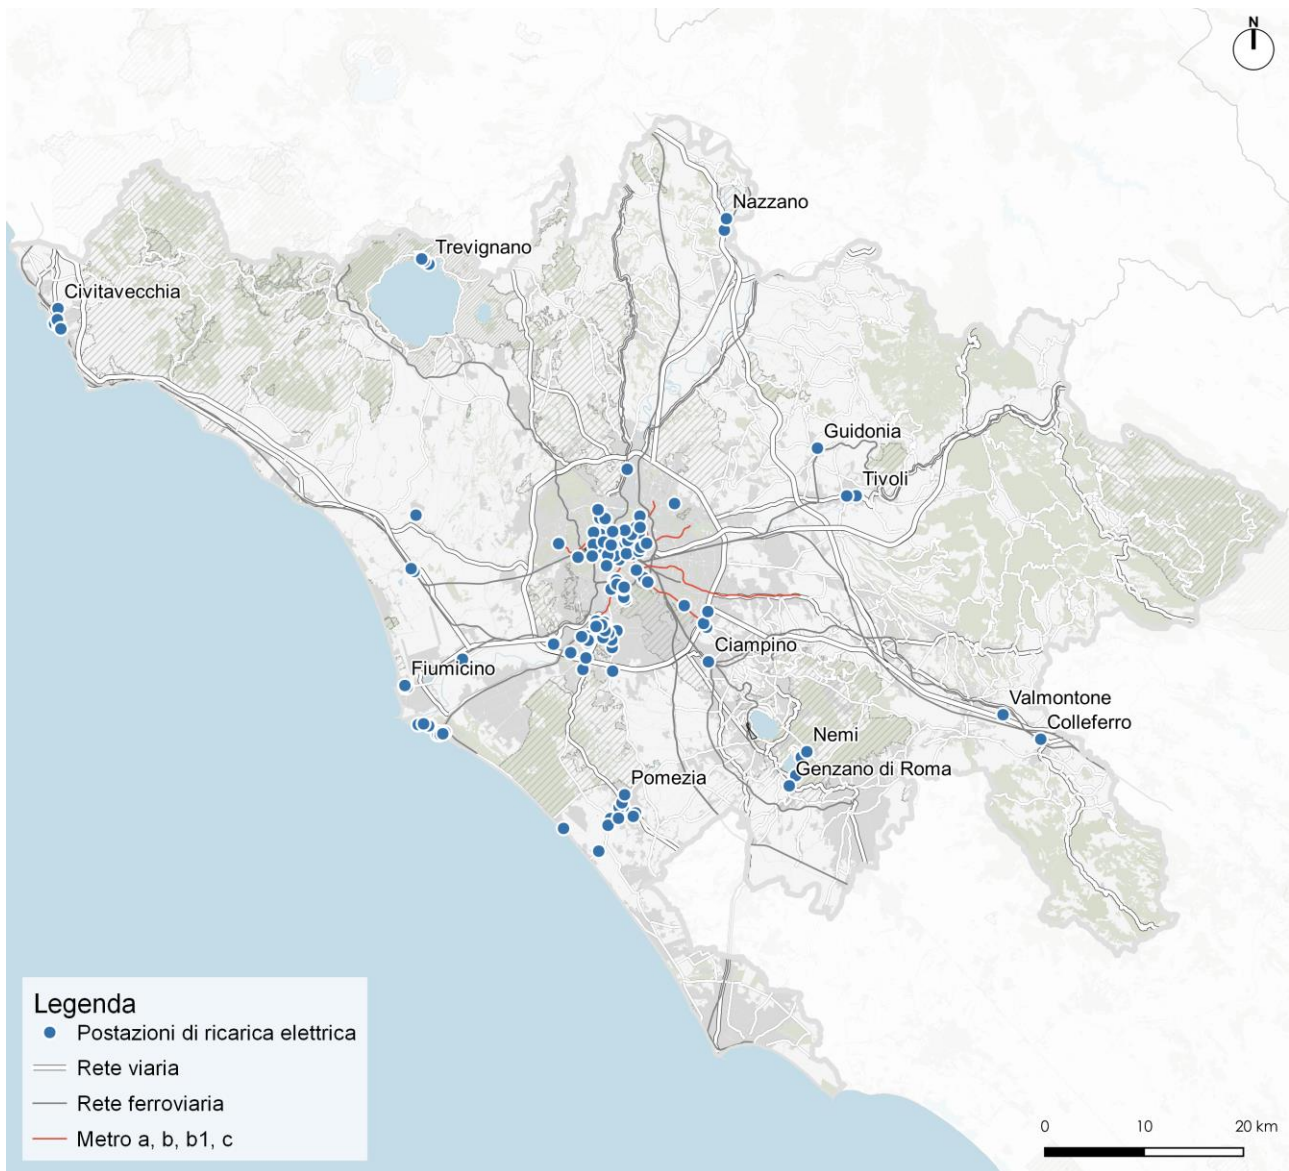 N
Nazzano
Trevignano
Civitavecchia
Guidonia
Tivoli
Ciampino
Fiumicino
Valmontone
Colleferro
Nemi
Genzano di Roma
Pomezia
Legenda
Postazioni di ricarica elettrica
Rete viaria
Rete ferroviaria
Metro a, b, b1, c
0 10 20 km